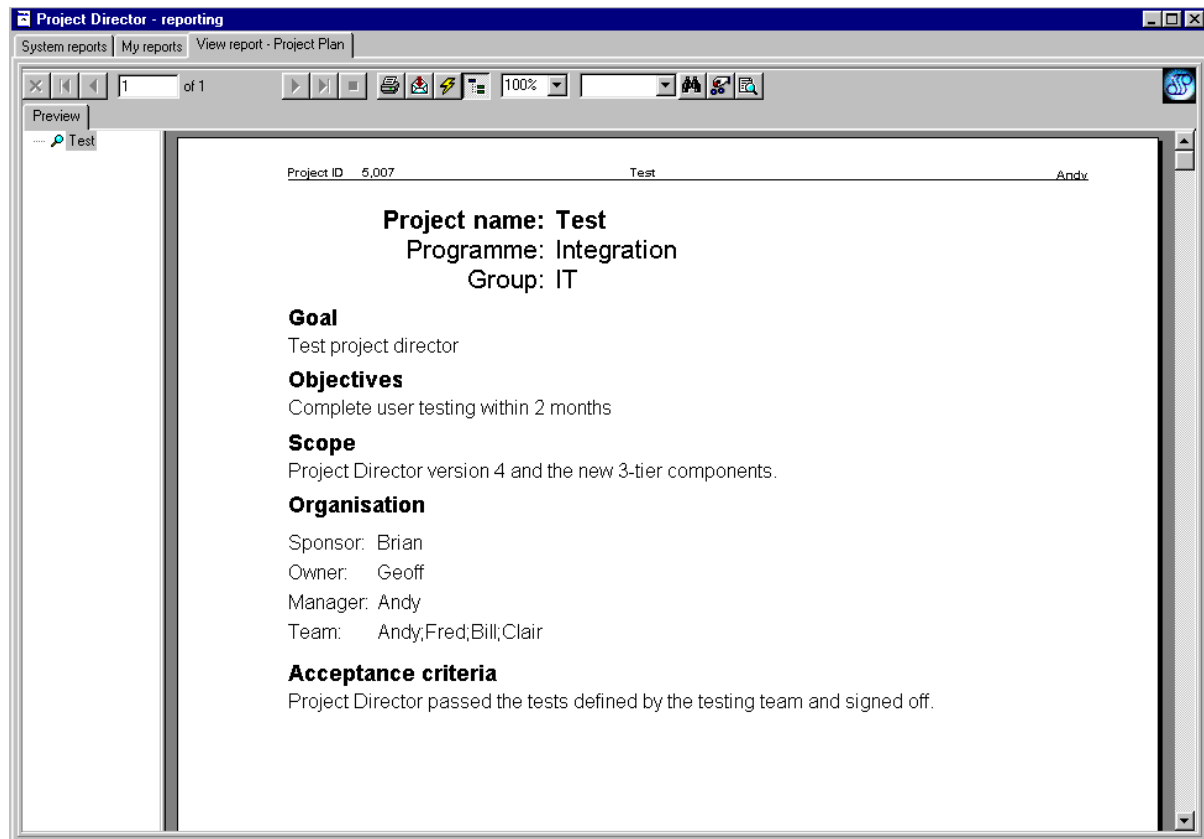 Project Director - reporting
System reports My reports View report - Project Plan
1 of 1 100%
Preview
Test
Project ID 5,007 Test Andy
Project name: Test
Programme: Integration
Group: IT
Goal
Test project director
Objectives
Complete user testing within 2 months
Scope
Project Director version 4 and the new 3-tier components.
Organisation
Sponsor: Brian
Owner: Geoff
Manager: Andy
Team: Andy;Fred;Bill;Clair
Acceptance criteria
Project Director passed the tests defined by the testing team and signed off.